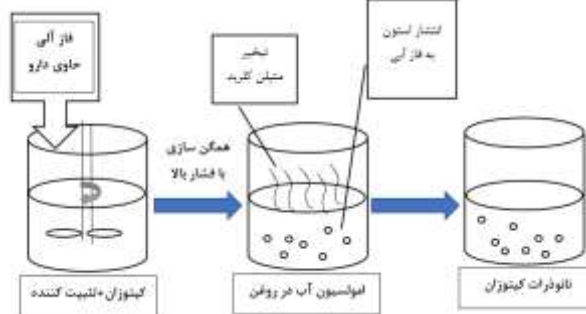 فاز آلی
حاوی دارو
تبخیر
متیلن کلرید
انتشار استون
به فاز آبی
همگن سازی
با فشار بالا
کیتوزان+تثبیت کننده
امولسیون آب در روغن
نانوذرات کیتوزان